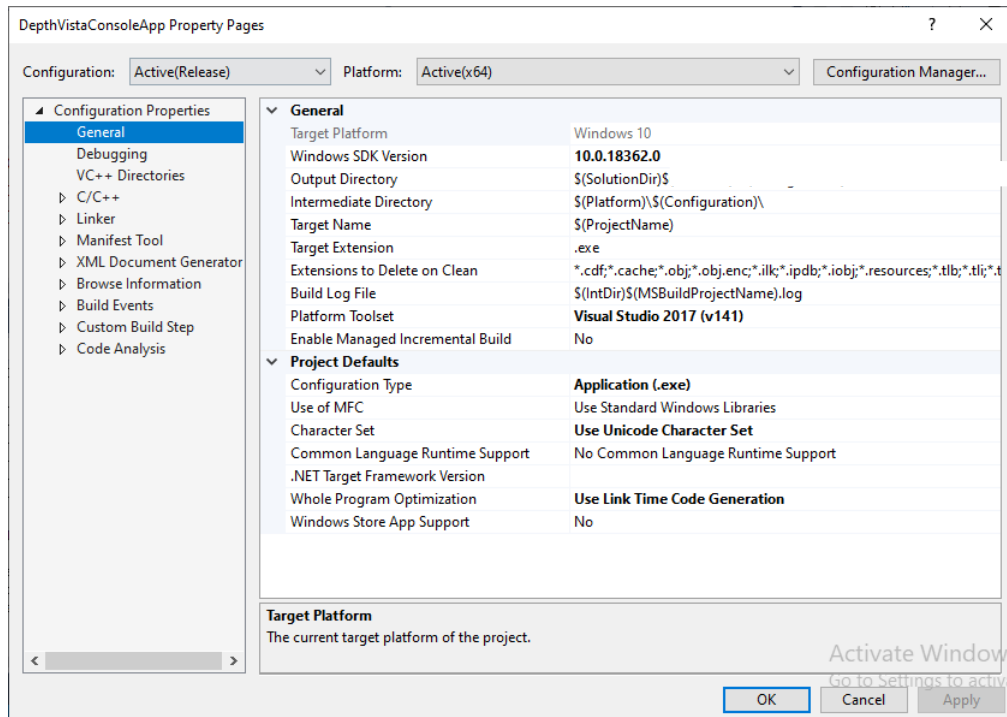 DepthVistaConsoleApp Property Pages ? ✕
Configuration: Active(Release) Platform: Active(x64) Configuration Manager...
Configuration Properties
General
Debugging
VC++ Directories
C/C++
Linker
Manifest Tool
XML Document Generator
Browse Information
Build Events
Custom Build Step
Code Analysis
General
Target Platform Windows 10
Windows SDK Version 10.0.18362.0
Output Directory $(SolutionDir)$
Intermediate Directory $(Platform)\$(Configuration)\
Target Name $(ProjectName)
Target Extension .exe
Extensions to Delete on Clean *.cdf;*.cache;*.obj;*.obj.enc;*.ilk;*.ipdb;*.iobj;*.resources;*.tlb;*.tli;*.t
Build Log File $(IntDir)$(MSBuildProjectName).log
Platform Toolset Visual Studio 2017 (v141)
Enable Managed Incremental Build No
Project Defaults
Configuration Type Application (.exe)
Use of MFC Use Standard Windows Libraries
Character Set Use Unicode Character Set
Common Language Runtime Support No Common Language Runtime Support
.NET Target Framework Version
Whole Program Optimization Use Link Time Code Generation
Windows Store App Support No
Target Platform
The current target platform of the project.
Activate Window
Go to Settings to activ
OK Cancel Apply